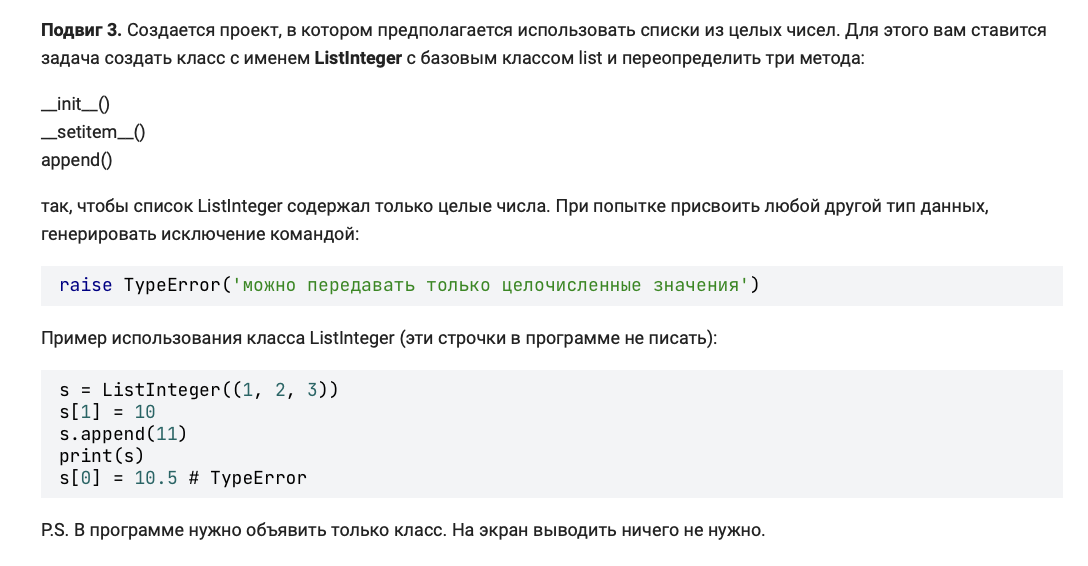 Подвиг 3. Создается проект, в котором предполагается использовать списки из целых чисел. Для этого вам ставится
задача создать класс с именем ListInteger с базовым классом list и переопределить три метода:
__init__()
__setitem__()
append()
так, чтобы список ListInteger содержал только целые числа. При попытке присвоить любой другой тип данных,
генерировать исключение командой:
raise TypeError('можно передавать только целочисленные значения')
Пример использования класса ListInteger (эти строчки в программе не писать):
s = ListInteger((1, 2, 3))
s[1] = 10
s.append(11)
print(s)
s[0] = 10.5 # TypeError
P.S. В программе нужно объявить только класс. На экран выводить ничего не нужно.